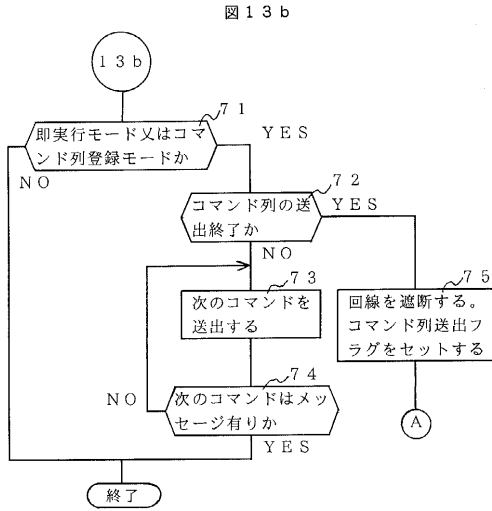 図１３ｂ
１３ｂ
７１
即実行モード又はコマ
ンド列登録モードか
ＹＥＳ
ＮＯ
７２
コマンド列の送
出終了か
ＹＥＳ
ＮＯ
７３
次のコマンドを
送出する
７５
回線を遮断する。
コマンド列送出フ
ラグをセットする
７４
次のコマンドはメッ
セージ有りか
ＮＯ
ＹＥＳ
Ａ
終了